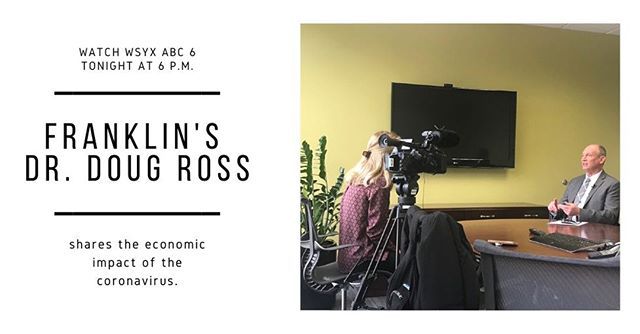 WATCH WSYX ABC 6
TONIGHT AT 6 P.M.
FRANKLIN'S
DR. DOUG ROSS
shares the economic
impact of the
coronavirus.